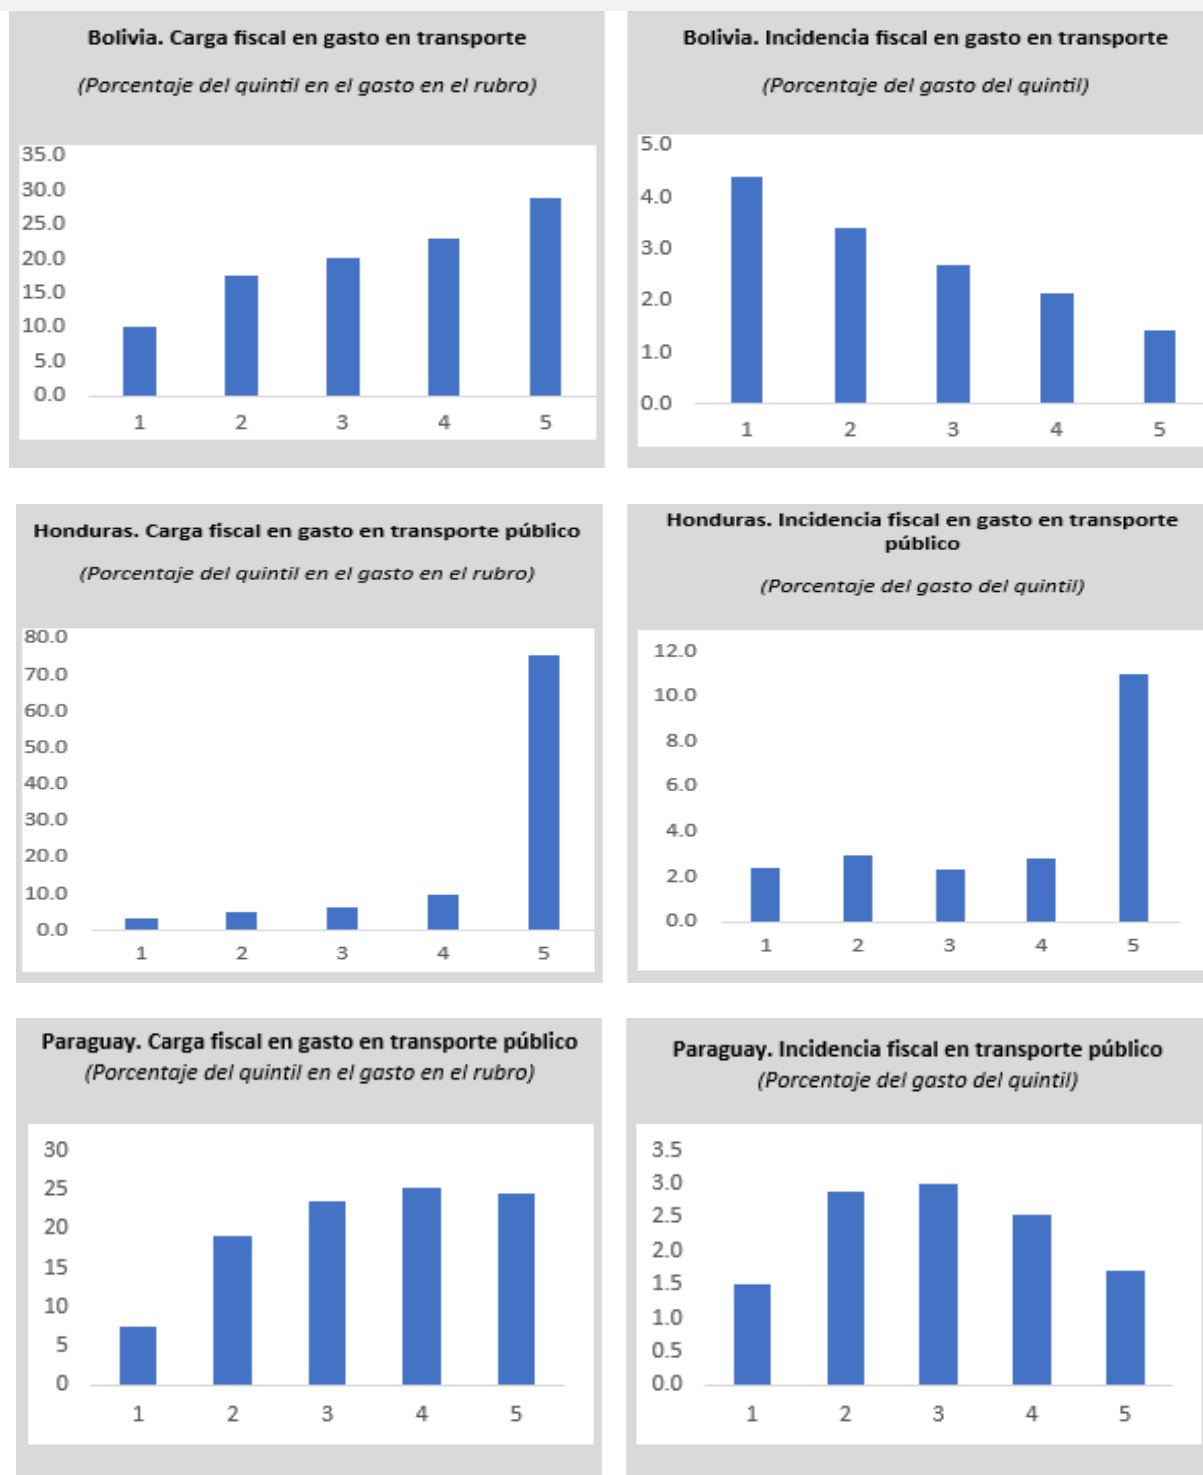 Bolivia. Carga fiscal en gasto en transporte
(Porcentaje del quintil en el gasto en el rubro)
35.0
30.0
25.0
20.0
15.0
10.0
5.0
0.0
1 2 3 4 5
Bolivia. Incidencia fiscal en gasto en transporte
(Porcentaje del gasto del quintil)
5.0
4.0
3.0
2.0
1.0
0.0
1 2 3 4 5
Honduras. Carga fiscal en gasto en transporte público
(Porcentaje del quintil en el gasto en el rubro)
80.0
70.0
60.0
50.0
40.0
30.0
20.0
10.0
0.0
1 2 3 4 5
Honduras. Incidencia fiscal en gasto en transporte
público
(Porcentaje del gasto del quintil)
12.0
10.0
8.0
6.0
4.0
2.0
0.0
1 2 3 4 5
Paraguay. Carga fiscal en gasto en transporte público
(Porcentaje del quintil en el gasto en el rubro)
30
25
20
15
10
5
0
1 2 3 4 5
Paraguay. Incidencia fiscal en transporte público
(Porcentaje del gasto del quintil)
3.5
3.0
2.5
2.0
1.5
1.0
0.5
0.0
1 2 3 4 5